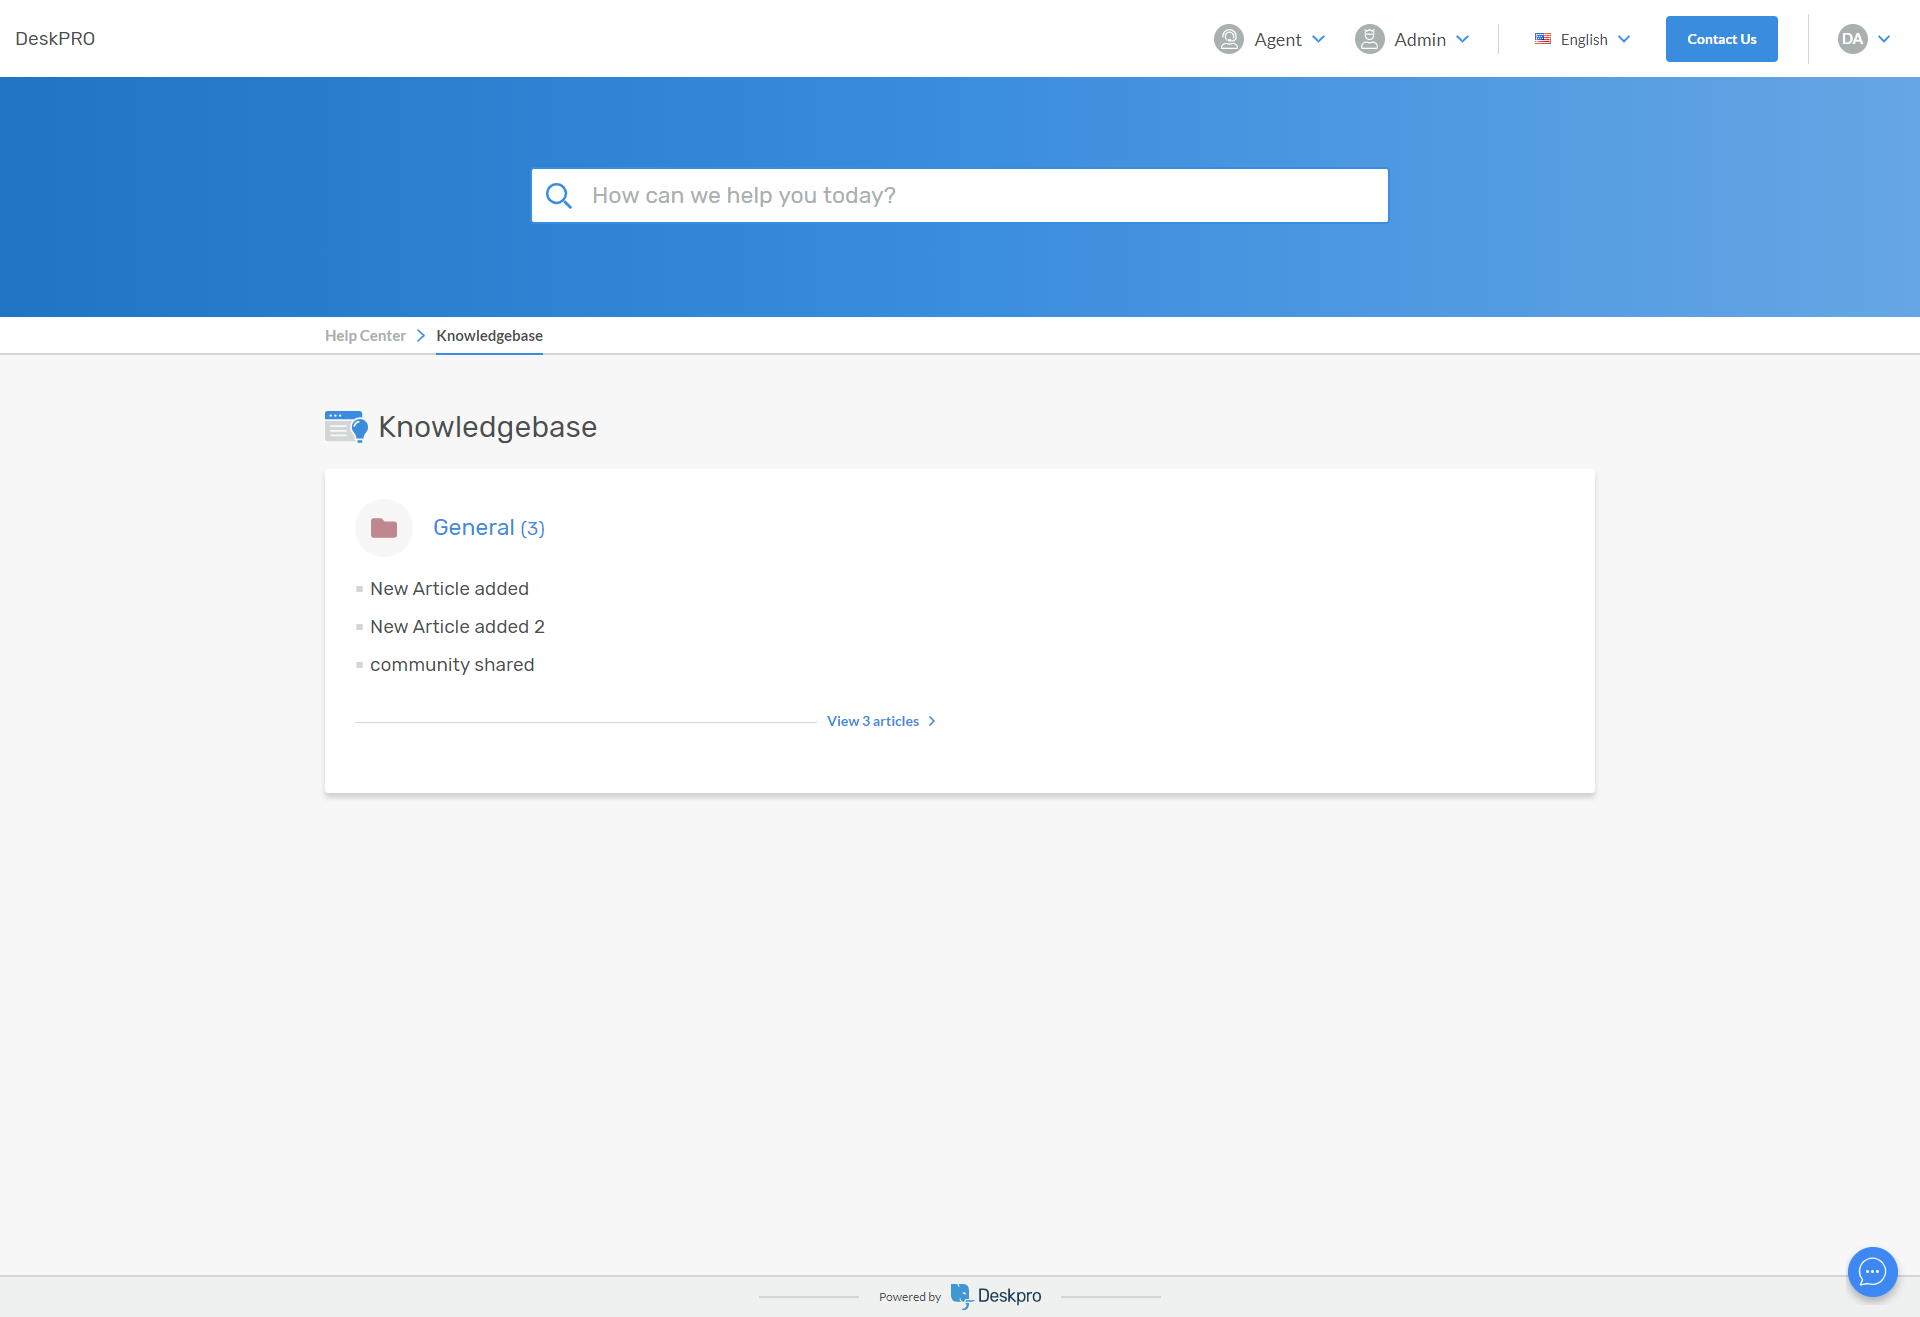 DeskPRO
Agent
Admin
English
Contact Us
DA
How can we help you today?
Help Center
Knowledgebase
Knowledgebase
General (3)
New Article added
New Article added 2
community shared
View 3 articles
Powered by Deskpro